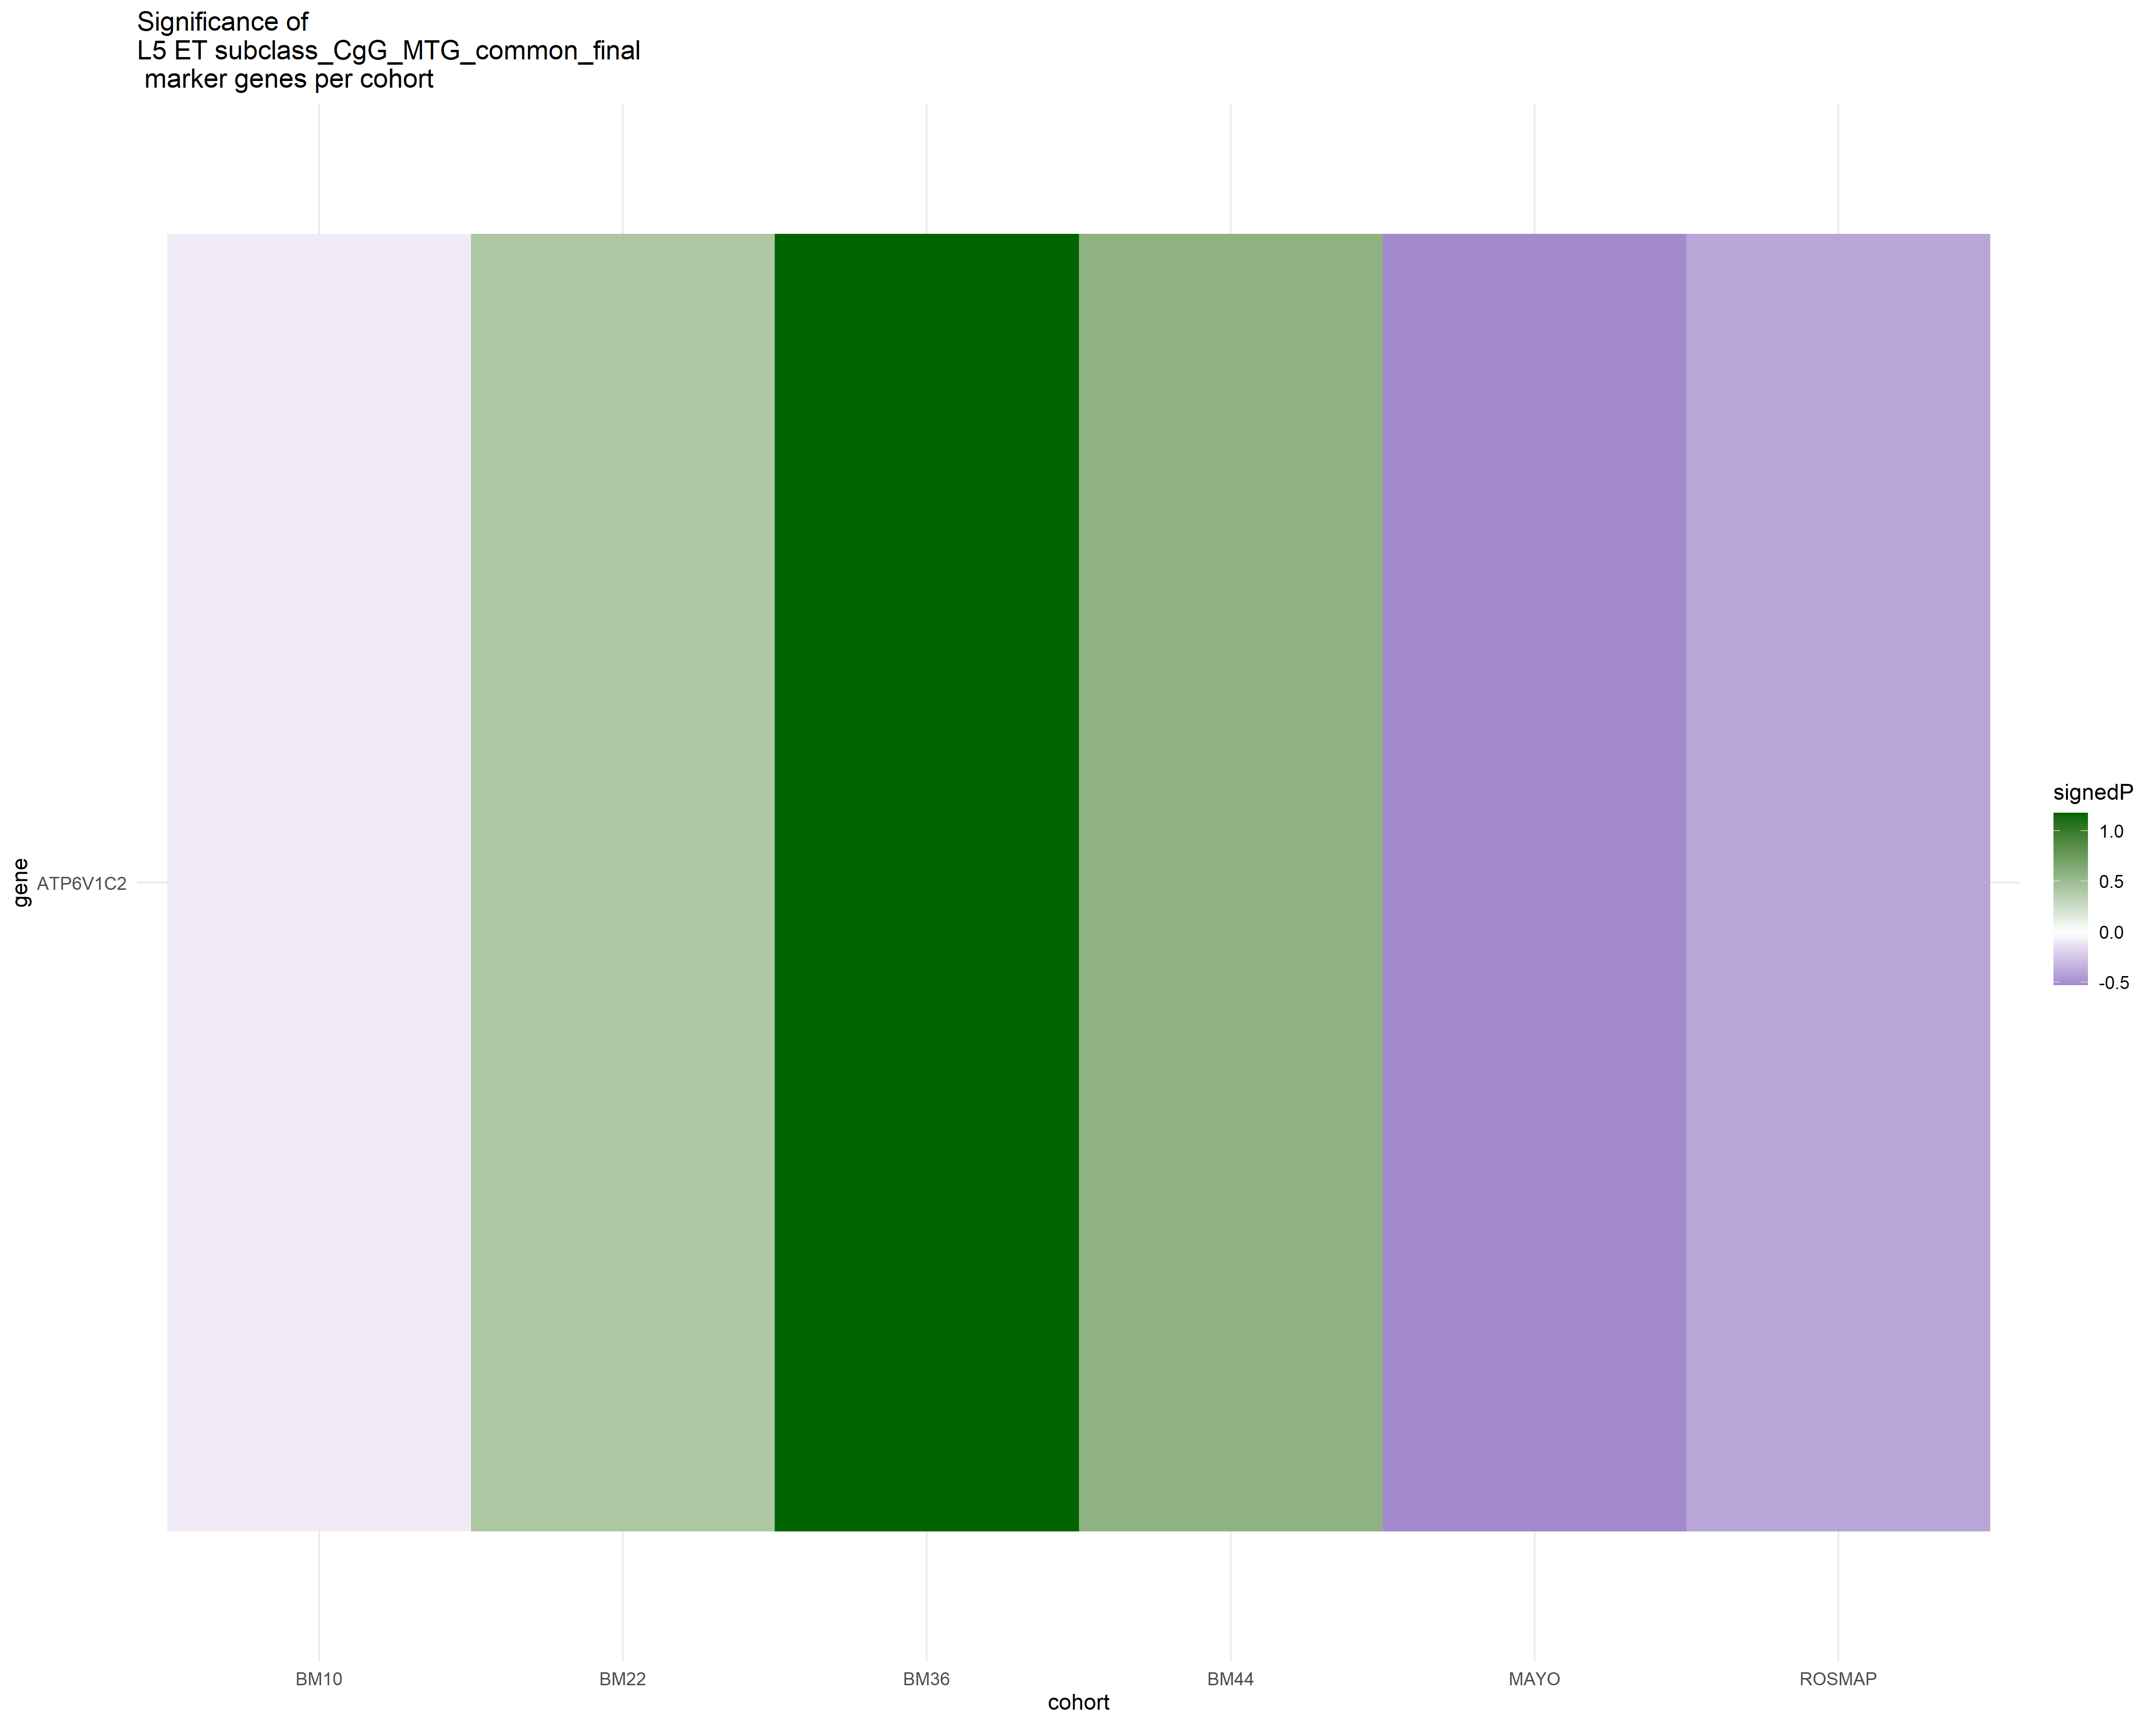 Significance of
L5 ET subclass_CgG_MTG_common_final
marker genes per cohort
gene
ATP6V1C2
signedP
1.0
0.5
0.0
-0.5
BM10 BM22 BM36 BM44 MAYO ROSMAP
cohort